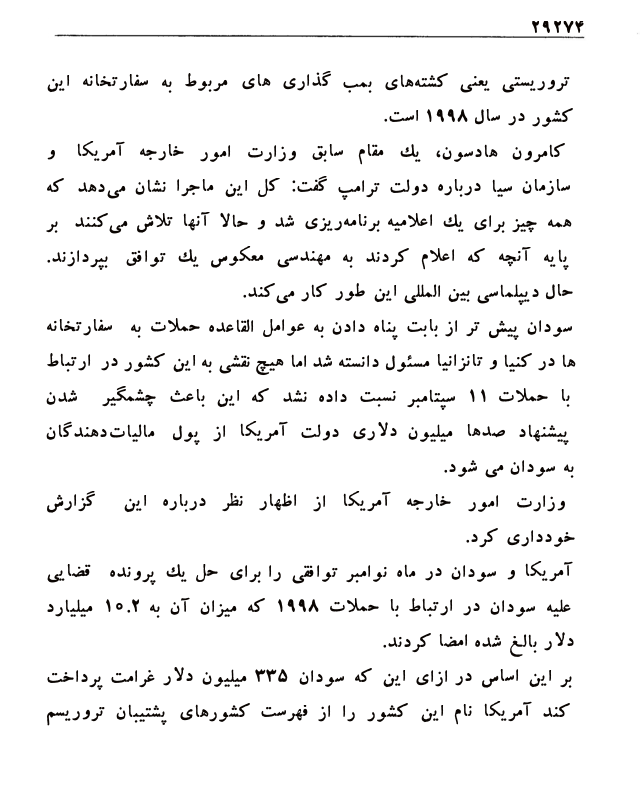 ۲۹۲۷۴
تروریستی یعنی کشته‌های بمب گذاری های مربوط به سفارتخانه این
کشور در سال ۱۹۹۸ است.
کامرون هادسون، یك مقام سابق وزارت امور خارجه آمریکا و
سازمان سیا درباره دولت ترامپ گفت: کل این ماجرا نشان می‌دهد که
همه چیز برای یك اعلامیه برنامه‌ریزی شد و حالا آنها تلاش می‌کنند بر
پایه آنچه که اعلام کردند به مهندسی معکوس یك توافق بپردازند.
حال دیپلماسی بین المللی این طور کار می‌کند.
سودان پیش تر از بابت پناه دادن به عوامل القاعده حملات به سفارتخانه
ها در کنیا و تانزانیا مسئول دانسته شد اما هیچ نقشی به این کشور در ارتباط
با حملات ۱۱ سپتامبر نسبت داده نشد که این باعث چشمگیر شدن
پیشنهاد صدها میلیون دلاری دولت آمریکا از پول مالیات‌دهندگان
به سودان می شود.
وزارت امور خارجه آمریکا از اظهار نظر درباره این گزارش
خودداری کرد.
آمریکا و سودان در ماه نوامبر توافقی را برای حل یك پرونده قضایی
علیه سودان در ارتباط با حملات ۱۹۹۸ که میزان آن به ۱۰.۲ میلیارد
دلار بالغ شده امضا کردند.
بر این اساس در ازای این که سودان ۳۳۵ میلیون دلار غرامت پرداخت
کند آمریکا نام این کشور را از فهرست کشورهای پشتیبان تروریسم